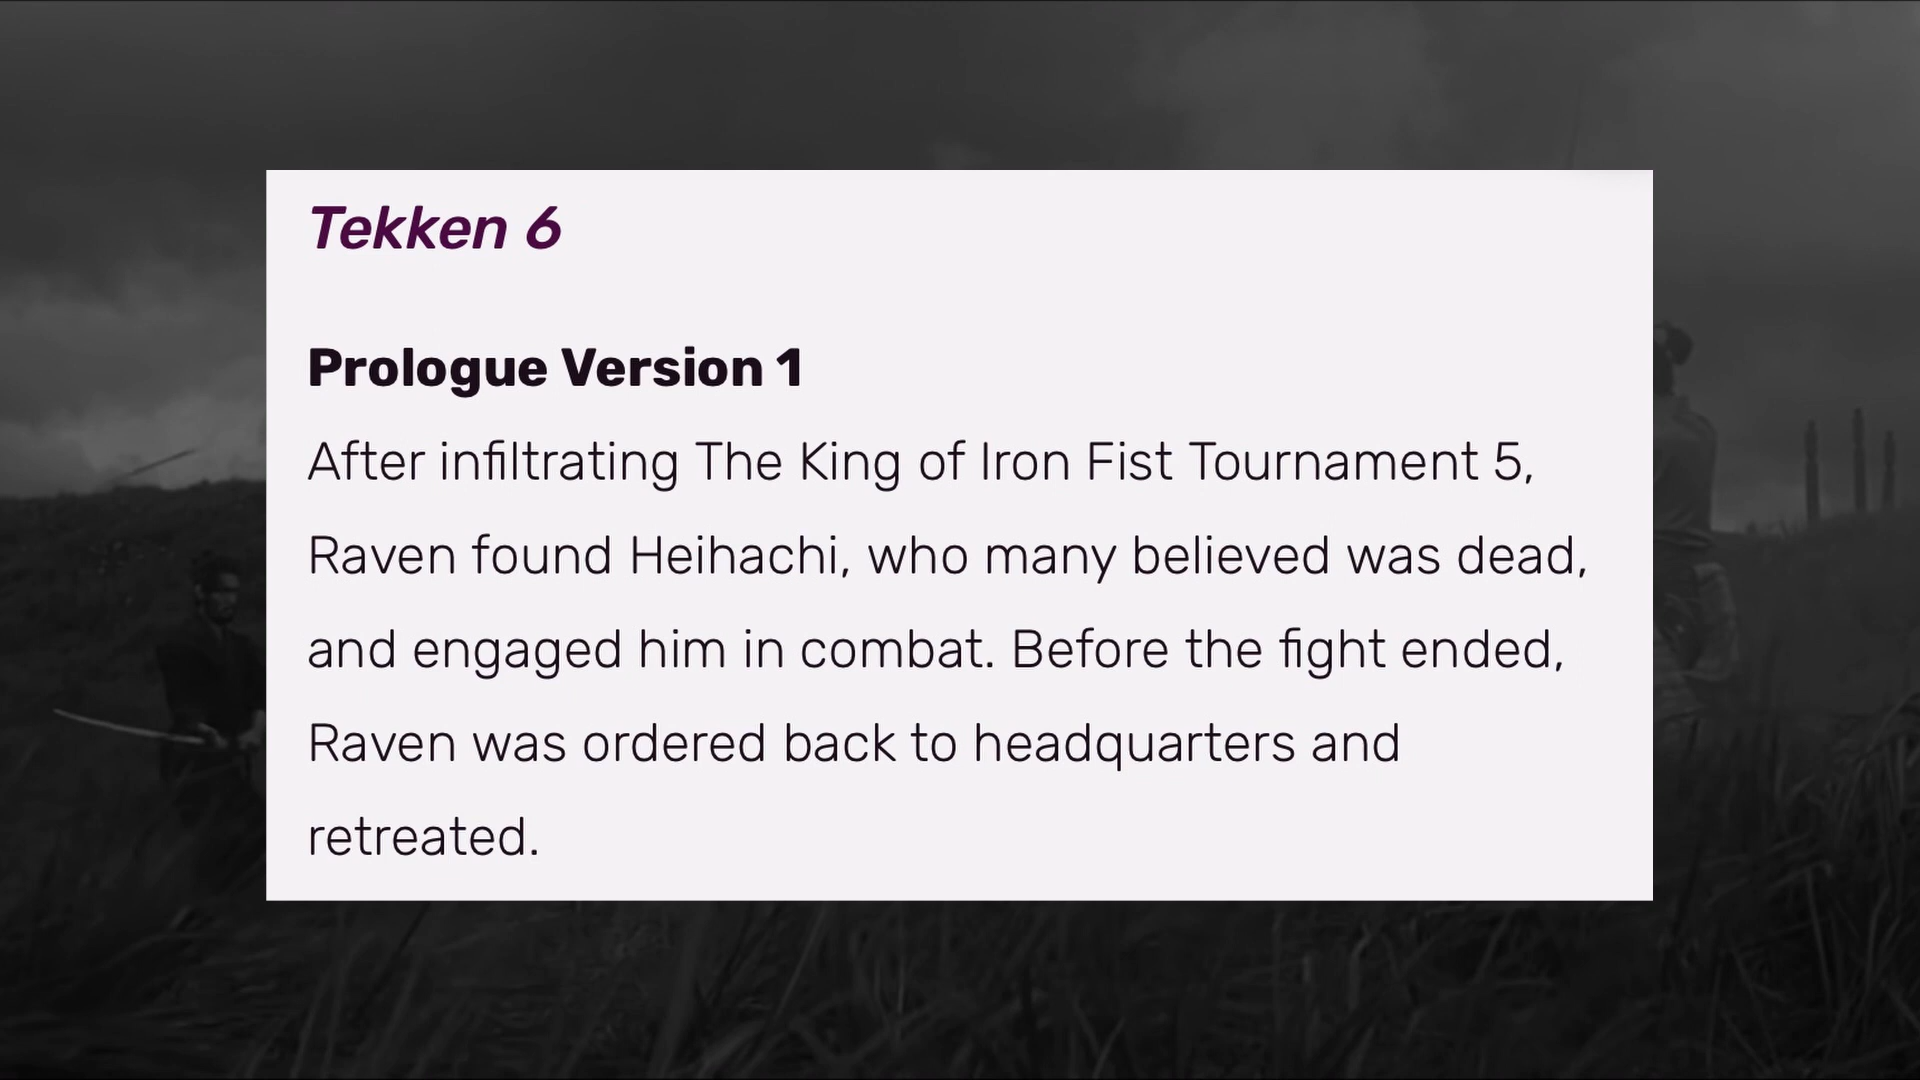 Tekken 6
Prologue Version 1
After infiltrating The King of Iron Fist Tournament 5,
Raven found Heihachi, who many believed was dead,
and engaged him in combat. Before the fight ended,
Raven was ordered back to headquarters and
retreated.